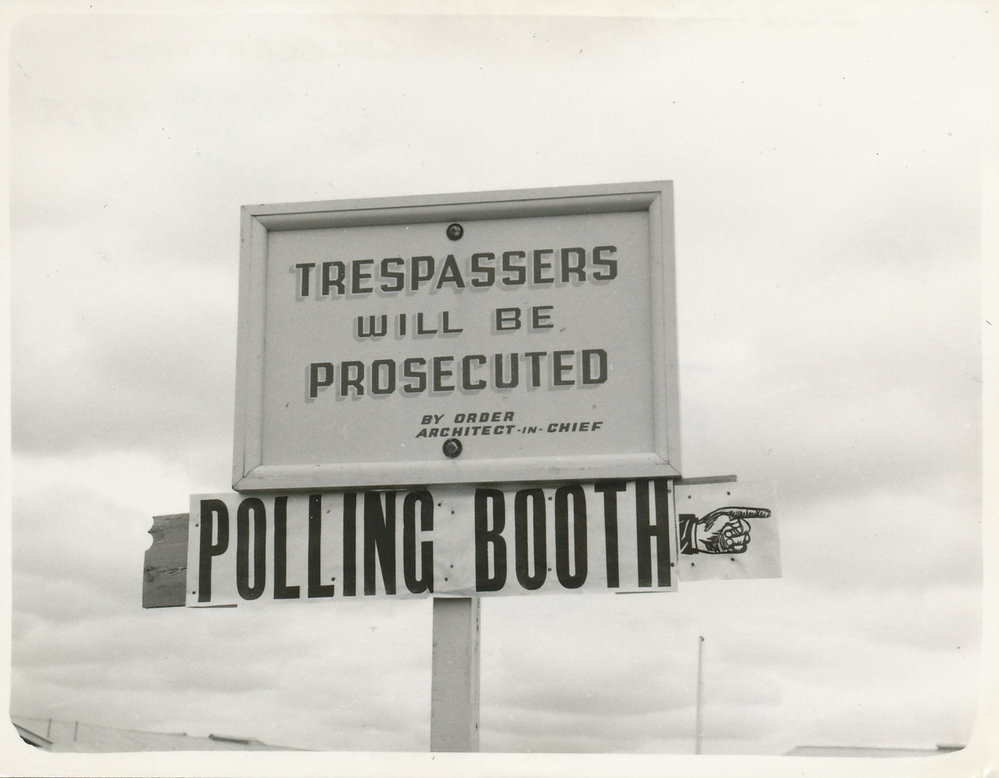 TRESPASSERS
WILL BE
PROSECUTED
BY ORDER
ARCHITECT-IN-CHIEF
POLLING BOOTH